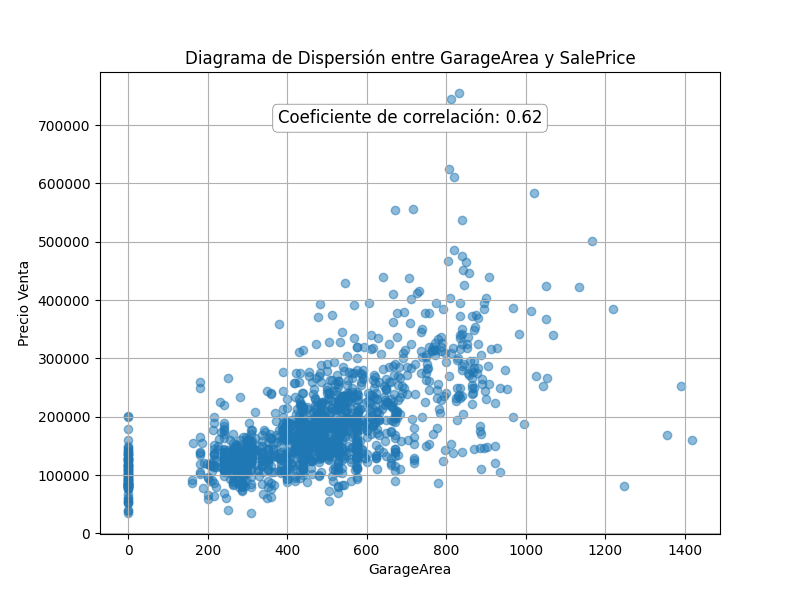 Diagrama de Dispersión entre GarageArea y SalePrice
Coeficiente de correlación: 0.62
Precio Venta
700000
600000
500000
400000
300000
200000
100000
0
0 200 400 600 800 1000 1200 1400
GarageArea